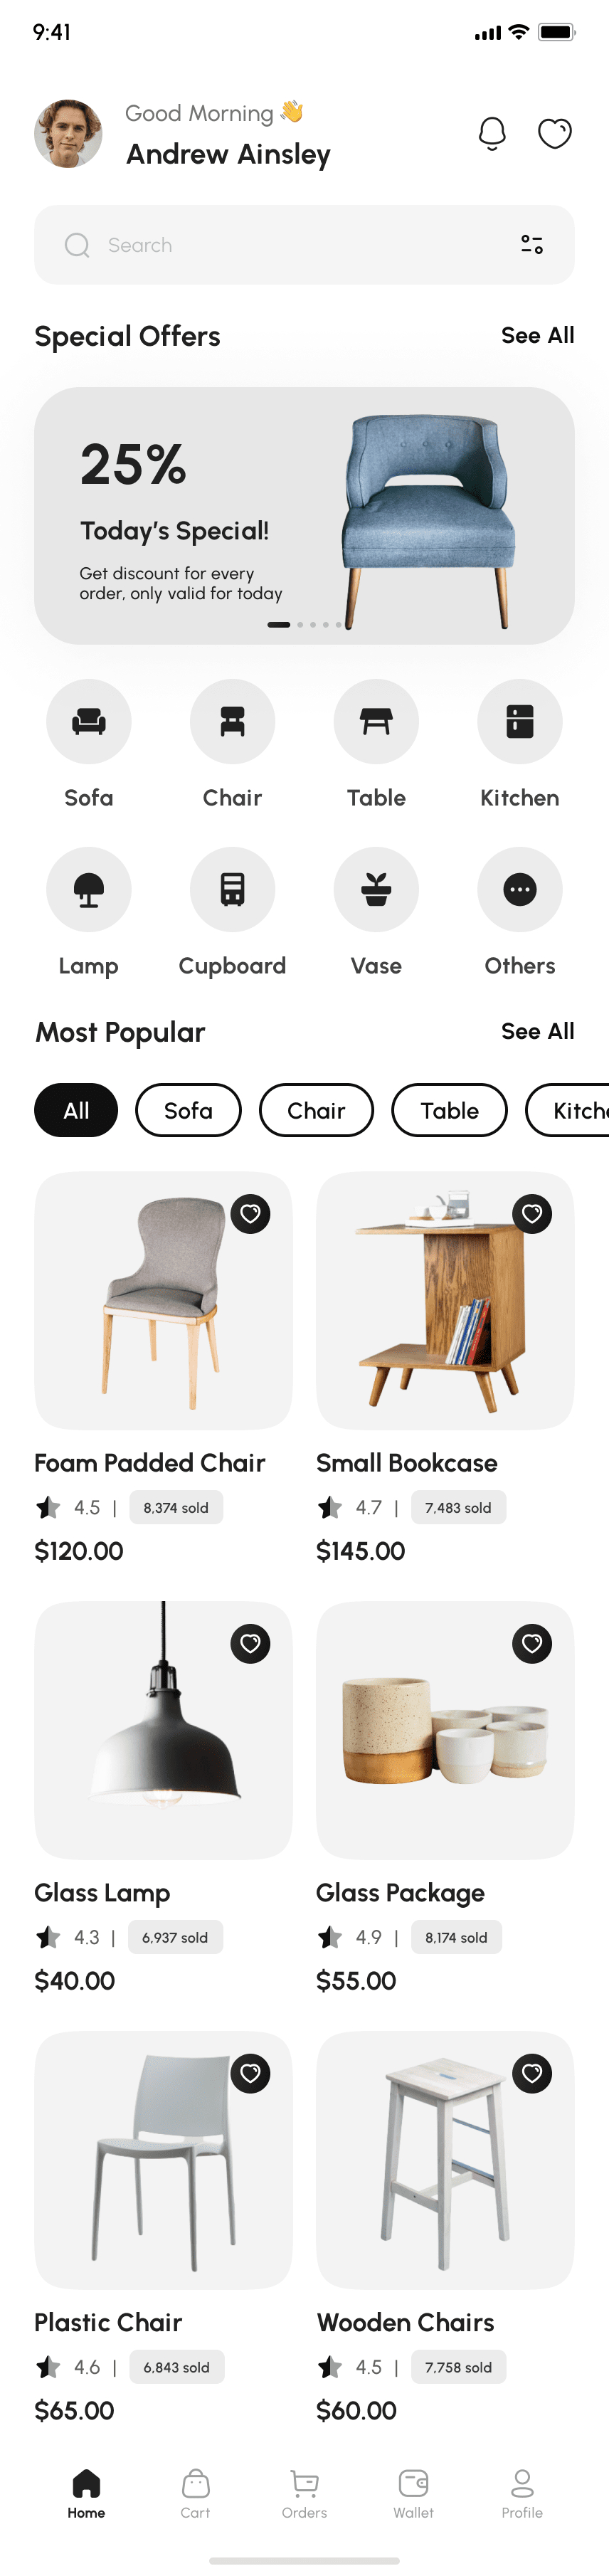 9:41
Good Morning 👋
Andrew Ainsley
Search
Special Offers
See All
25%
Today's Special!
Get discount for every
order, only valid for today
Sofa
Chair
Table
Kitchen
Lamp
Cupboard
Vase
Others
Most Popular
See All
All
Sofa
Chair
Table
Kitche
Foam Padded Chair
4.5 | 8,374 sold
$120.00
Small Bookcase
4.7 | 7,483 sold
$145.00
Glass Lamp
4.3 | 6,937 sold
$40.00
Glass Package
4.9 | 8,174 sold
$55.00
Plastic Chair
4.6 | 6,843 sold
$65.00
Wooden Chairs
4.5 | 7,758 sold
$60.00
Home
Cart
Orders
Wallet
Profile